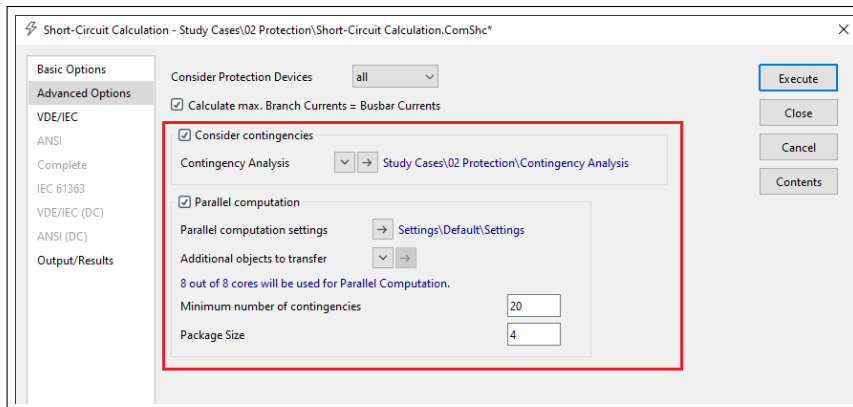 Short-Circuit Calculation - Study Cases\02 Protection\Short-Circuit Calculation.ComShc*
Basic Options
Advanced Options
VDE/IEC
ANSI
Complete
IEC 61363
VDE/IEC (DC)
ANSI (DC)
Output/Results
Consider Protection Devices all
Calculate max. Branch Currents = Busbar Currents
Consider contingencies
Contingency Analysis Study Cases\02 Protection\Contingency Analysis
Parallel computation
Parallel computation settings Settings\Default\Settings
Additional objects to transfer
8 out of 8 cores will be used for Parallel Computation.
Minimum number of contingencies 20
Package Size 4
Execute
Close
Cancel
Contents